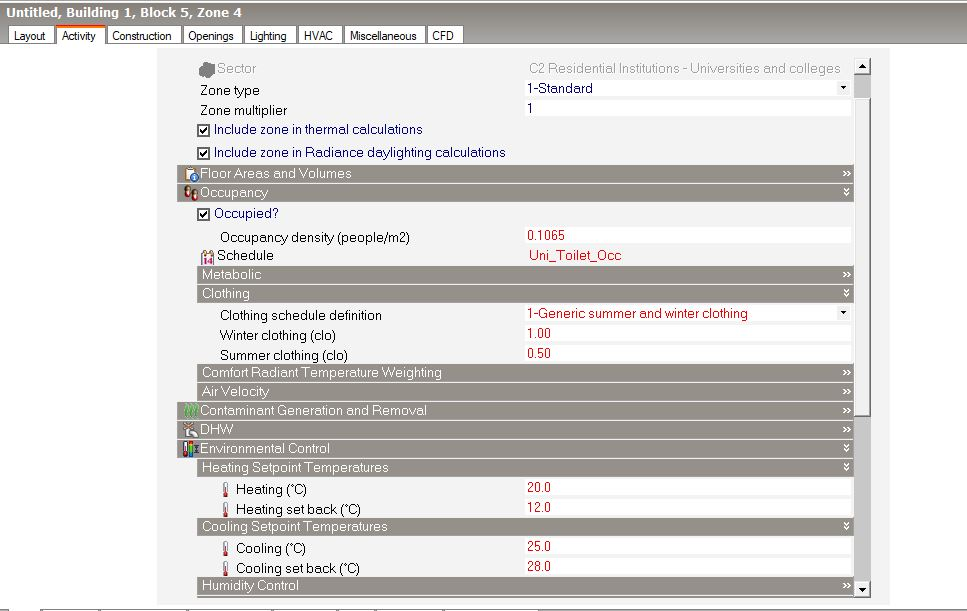 Untitled, Building 1, Block 5, Zone 4
Layout Activity Construction Openings Lighting HVAC Miscellaneous CFD
Sector C2 Residential Institutions - Universities and colleges
Zone type 1-Standard
Zone multiplier 1
Include zone in thermal calculations
Include zone in Radiance daylighting calculations
Floor Areas and Volumes
Occupancy
Occupied?
Occupancy density (people/m2) 0.1065
Schedule Uni_Toilet_Occ
Metabolic
Clothing
Clothing schedule definition 1-Generic summer and winter clothing
Winter clothing (clo) 1.00
Summer clothing (clo) 0.50
Comfort Radiant Temperature Weighting
Air Velocity
Contaminant Generation and Removal
DHW
Environmental Control
Heating Setpoint Temperatures
Heating (°C) 20.0
Heating set back (°C) 12.0
Cooling Setpoint Temperatures
Cooling (°C) 25.0
Cooling set back (°C) 28.0
Humidity Control